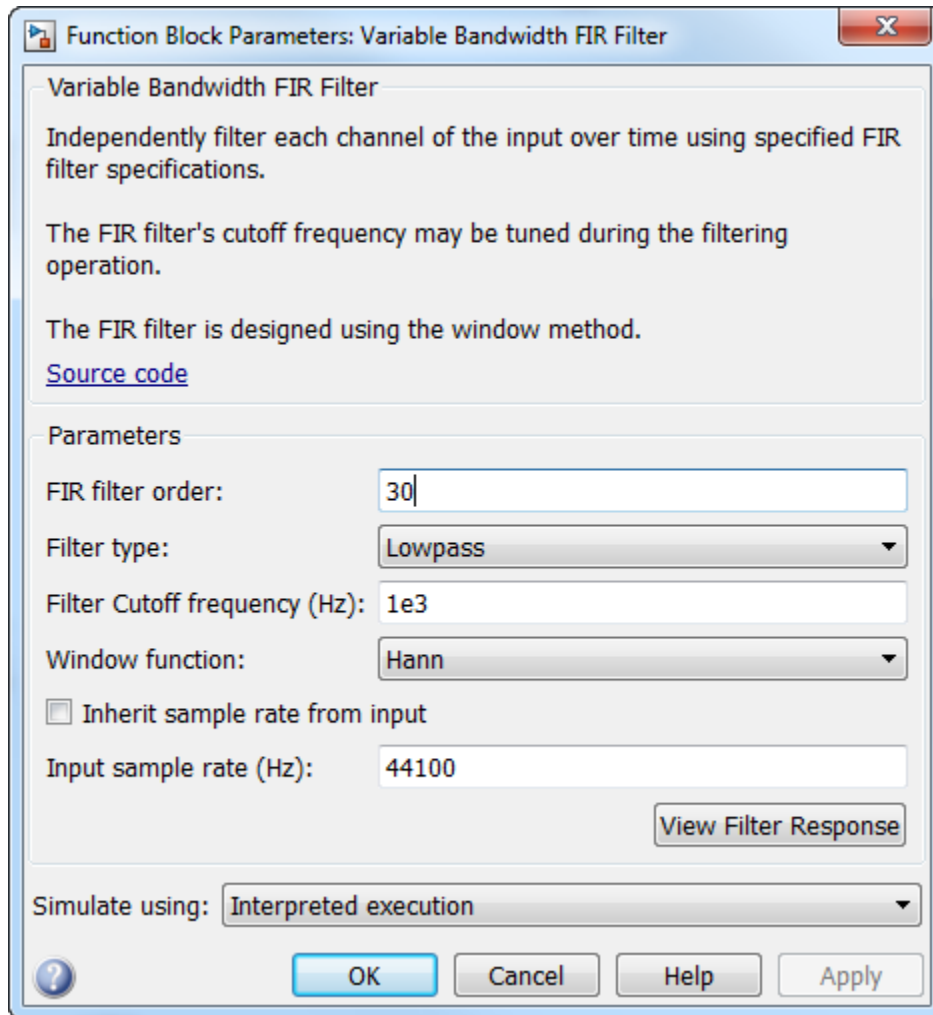 Function Block Parameters: Variable Bandwidth FIR Filter
Variable Bandwidth FIR Filter
Independently filter each channel of the input over time using specified FIR
filter specifications.
The FIR filter's cutoff frequency may be tuned during the filtering
operation.
The FIR filter is designed using the window method.
Source code
Parameters
FIR filter order: 30
Filter type: Lowpass
Filter Cutoff frequency (Hz): 1e3
Window function: Hann
Inherit sample rate from input
Input sample rate (Hz): 44100
View Filter Response
Simulate using: Interpreted execution
OK Cancel Help Apply